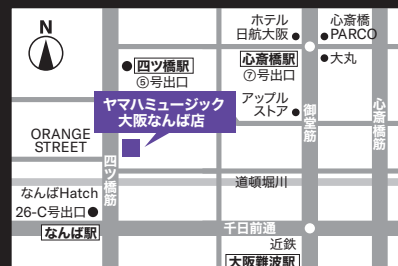 N
ホテル
日航大阪
心斎橋
PARCO
四ツ橋駅
⑤号出口
心斎橋駅
⑦号出口
大丸
ヤマハミュージック
大阪なんば店
アップル
ストア
御堂筋
心斎橋筋
ORANGE
STREET
四ツ橋筋
道頓堀川
なんばHatch
26-C号出口
なんば駅
千日前通
近鉄
大阪難波駅